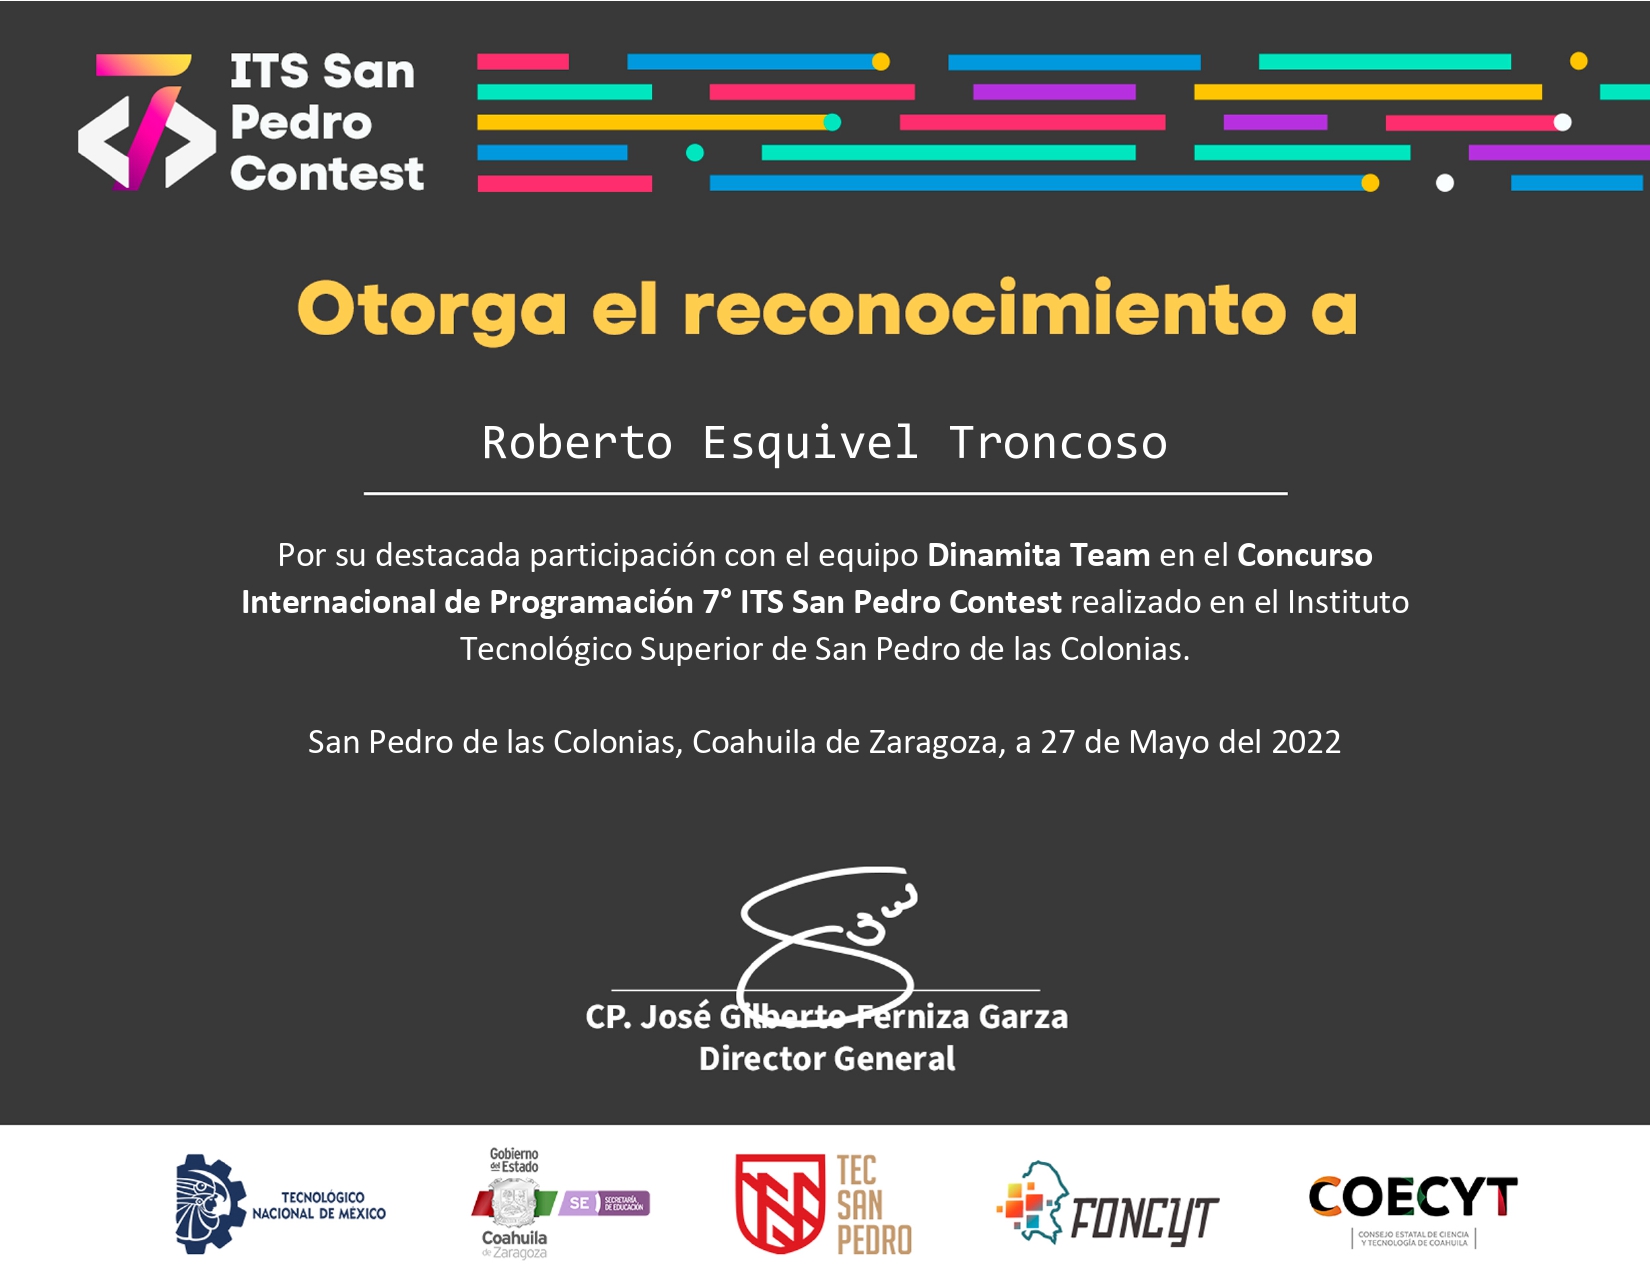 ITS San
Pedro
Contest
Otorga el reconocimiento a
Roberto Esquivel Troncoso
Por su destacada participación con el equipo Dinamita Team en el Concurso
Internacional de Programación 7° ITS San Pedro Contest realizado en el Instituto
Tecnológico Superior de San Pedro de las Colonias.
San Pedro de las Colonias, Coahuila de Zaragoza, a 27 de Mayo del 2022
CP. José Gilberto Ferniza Garza
Director General
TECNOLÓGICO
NACIONAL DE MÉXICO
Gobierno
del Estado
Coahuila
de Zaragoza
SE
SECRETARÍA
DE EDUCACIÓN
TEC
SAN
PEDRO
FONCYT
COECYT
CONSEJO ESTATAL DE CIENCIA
Y TECNOLOGÍA DE COAHUILA